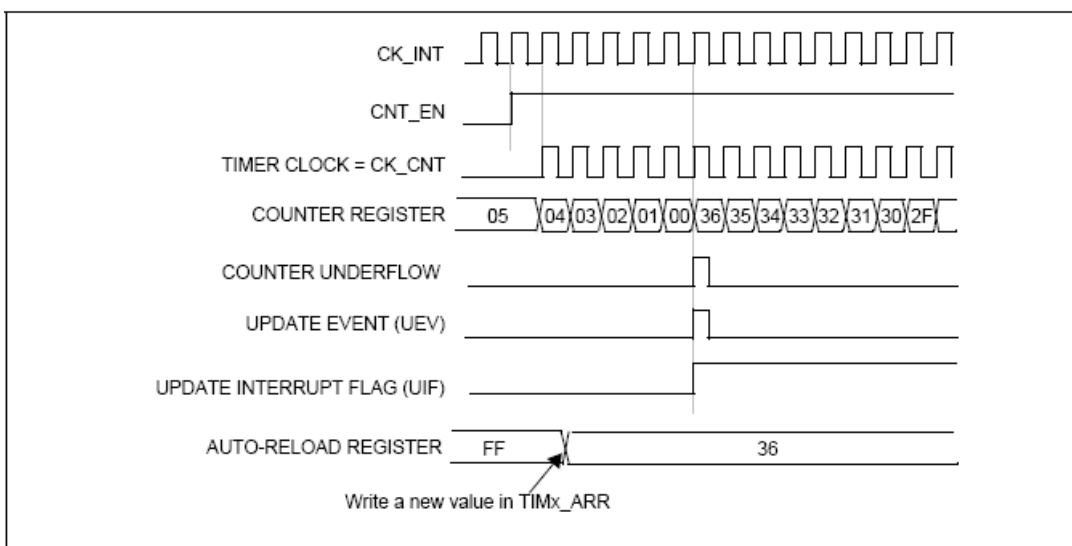 CK_INT
CNT_EN
TIMER CLOCK = CK_CNT
COUNTER REGISTER 05 04 03 02 01 00 36 35 34 33 32 31 30 2F
COUNTER UNDERFLOW
UPDATE EVENT (UEV)
UPDATE INTERRUPT FLAG (UIF)
AUTO-RELOAD REGISTER FF 36
Write a new value in TIMx_ARR